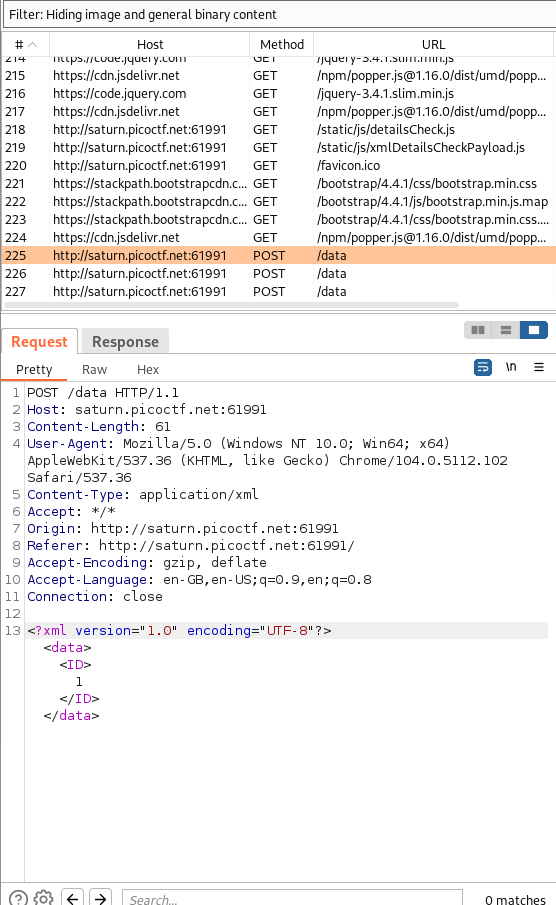 Filter: Hiding image and general binary content
# Host Method URL
214 https://code.jquery.com GET /jquery-3.4.1.slim.min.js
215 https://cdn.jsdelivr.net GET /npm/popper.js@1.16.0/dist/umd/popp...
216 https://code.jquery.com GET /jquery-3.4.1.slim.min.js
217 https://cdn.jsdelivr.net GET /npm/popper.js@1.16.0/dist/umd/popp...
218 http://saturn.picoctf.net:61991 GET /static/js/detailsCheck.js
219 http://saturn.picoctf.net:61991 GET /static/js/xmlDetailsCheckPayload.js
220 http://saturn.picoctf.net:61991 GET /favicon.ico
221 https://stackpath.bootstrapcdn.c... GET /bootstrap/4.4.1/css/bootstrap.min.css
222 https://stackpath.bootstrapcdn.c... GET /bootstrap/4.4.1/js/bootstrap.min.js.map
223 https://stackpath.bootstrapcdn.c... GET /bootstrap/4.4.1/css/bootstrap.min.css....
224 https://cdn.jsdelivr.net GET /npm/popper.js@1.16.0/dist/umd/popp...
225 http://saturn.picoctf.net:61991 POST /data
226 http://saturn.picoctf.net:61991 POST /data
227 http://saturn.picoctf.net:61991 POST /data
Request Response
Pretty Raw Hex \n
1 POST /data HTTP/1.1
2 Host: saturn.picoctf.net:61991
3 Content-Length: 61
4 User-Agent: Mozilla/5.0 (Windows NT 10.0; Win64; x64)
AppleWebKit/537.36 (KHTML, like Gecko) Chrome/104.0.5112.102
Safari/537.36
5 Content-Type: application/xml
6 Accept: */*
7 Origin: http://saturn.picoctf.net:61991
8 Referer: http://saturn.picoctf.net:61991/
9 Accept-Encoding: gzip, deflate
10 Accept-Language: en-GB,en-US;q=0.9,en;q=0.8
11 Connection: close
12
13 <?xml version="1.0" encoding="UTF-8"?>
<data>
<ID>
1
</ID>
</data>
Search... 0 matches